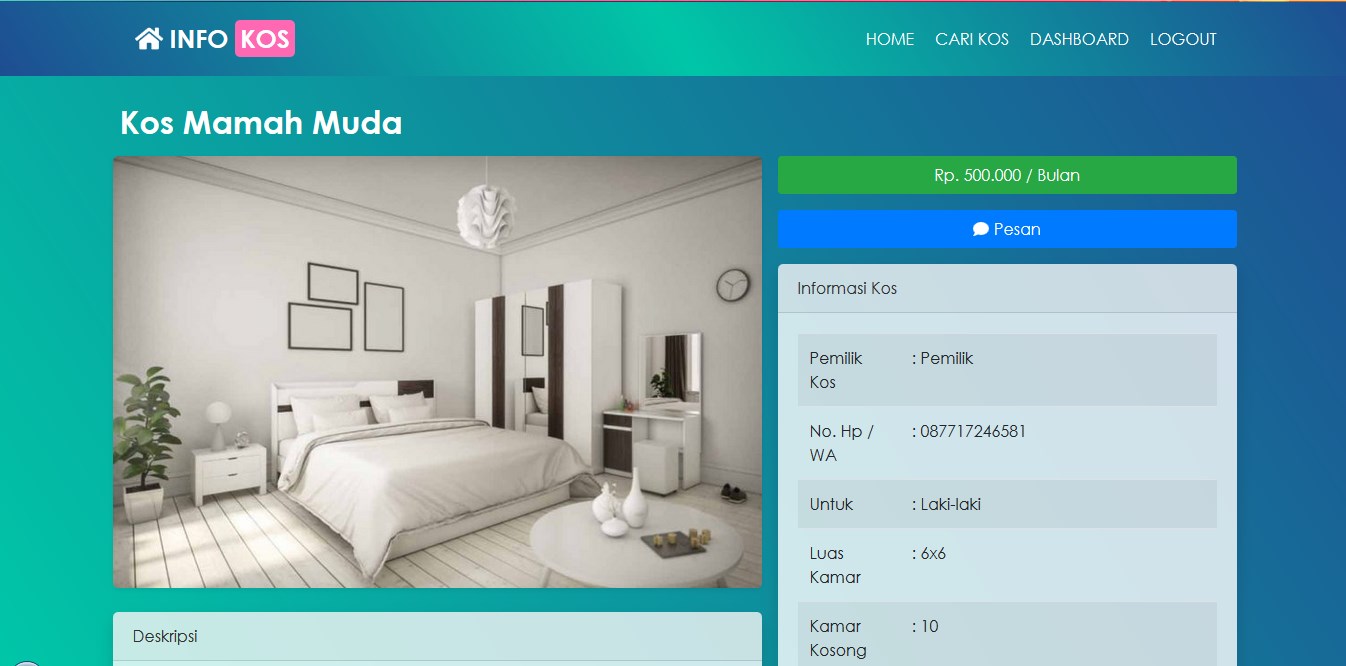 INFO KOS
HOME CARI KOS DASHBOARD LOGOUT
Kos Mamah Muda
Rp. 500.000 / Bulan
Pesan
Informasi Kos
Pemilik Kos : Pemilik
No. Hp / WA : 087717246581
Untuk : Laki-laki
Luas Kamar : 6x6
Kamar Kosong : 10
Deskripsi